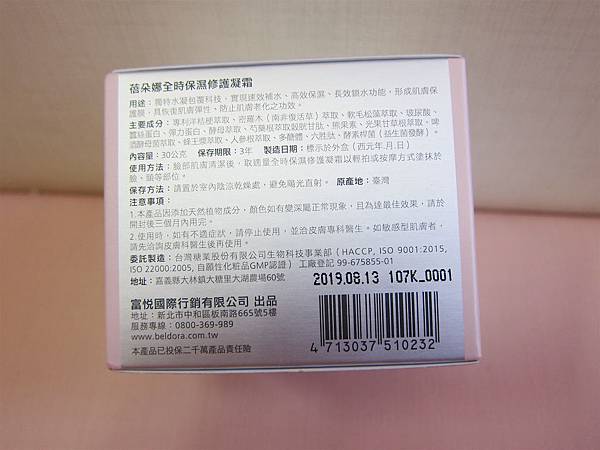 蓓朵娜全時保濕修護凝霜
用途：獨特水凝包覆科技，實現速效補水、高效保濕、長效鎖水功能，形成肌膚保
護膜，具恢復肌膚彈性、防止肌膚老化之功效。
主要成分：專利洋桔梗萃取、密羅木（南非復活草）萃取、軟毛松藻萃取、玻尿酸、
蠶絲蛋白、彈力蛋白、酵母萃取、芍藥根萃取穀胱甘肽、熊果素、光果甘草根萃取、啤
酒酵母菌萃取、蜂王漿萃取、人參根萃取、多醣體、六胜肽、酵素桿菌（益生菌發酵）。
內容量：30公克 保存期限：3年 製造日期：標示於外盒（西元年.月.日）
使用方法：臉部肌膚清潔後，取適量全時保濕修護凝霜以輕拍或按摩方式塗抹於
臉、頸等部位。
保存方法：請置於室內陰涼乾燥處，避免陽光直射。 原產地：臺灣
注意事項：
1.本產品因添加天然植物成分，顏色如有變深屬正常現象，且為達最佳效果，請於
開封後三個月內用完。
2.使用時，如有不適症狀，請停止使用，並洽皮膚專科醫生。如敏感型肌膚者，
請先洽詢皮膚科醫生後再使用。
委託製造：台灣糖業股份有限公司生物科技事業部（HACCP, ISO 9001:2015,
ISO 22000:2005, 自願性化粧品GMP認證）工廠登記 99-675855-01
地址：嘉義縣大林鎮大糖里大湖農場60號
2019.08.13 107K_0001
富悅國際行銷有限公司 出品
地址：新北市中和區板南路665號5樓
服務專線：0800-369-989
www.beldora.com.tw
本產品已投保二千萬產品責任險
4 713037 510232